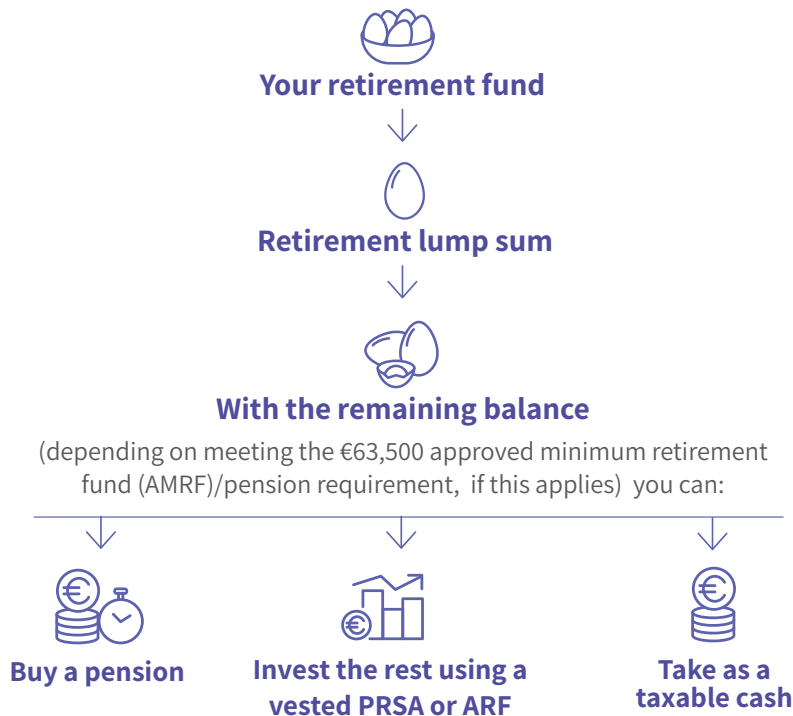 Your retirement fund
Retirement lump sum
With the remaining balance
(depending on meeting the €63,500 approved minimum retirement
fund (AMRF)/pension requirement, if this applies) you can:
€
Buy a pension
€
Invest the rest using a
vested PRSA or ARF
€
Take as a
taxable cash